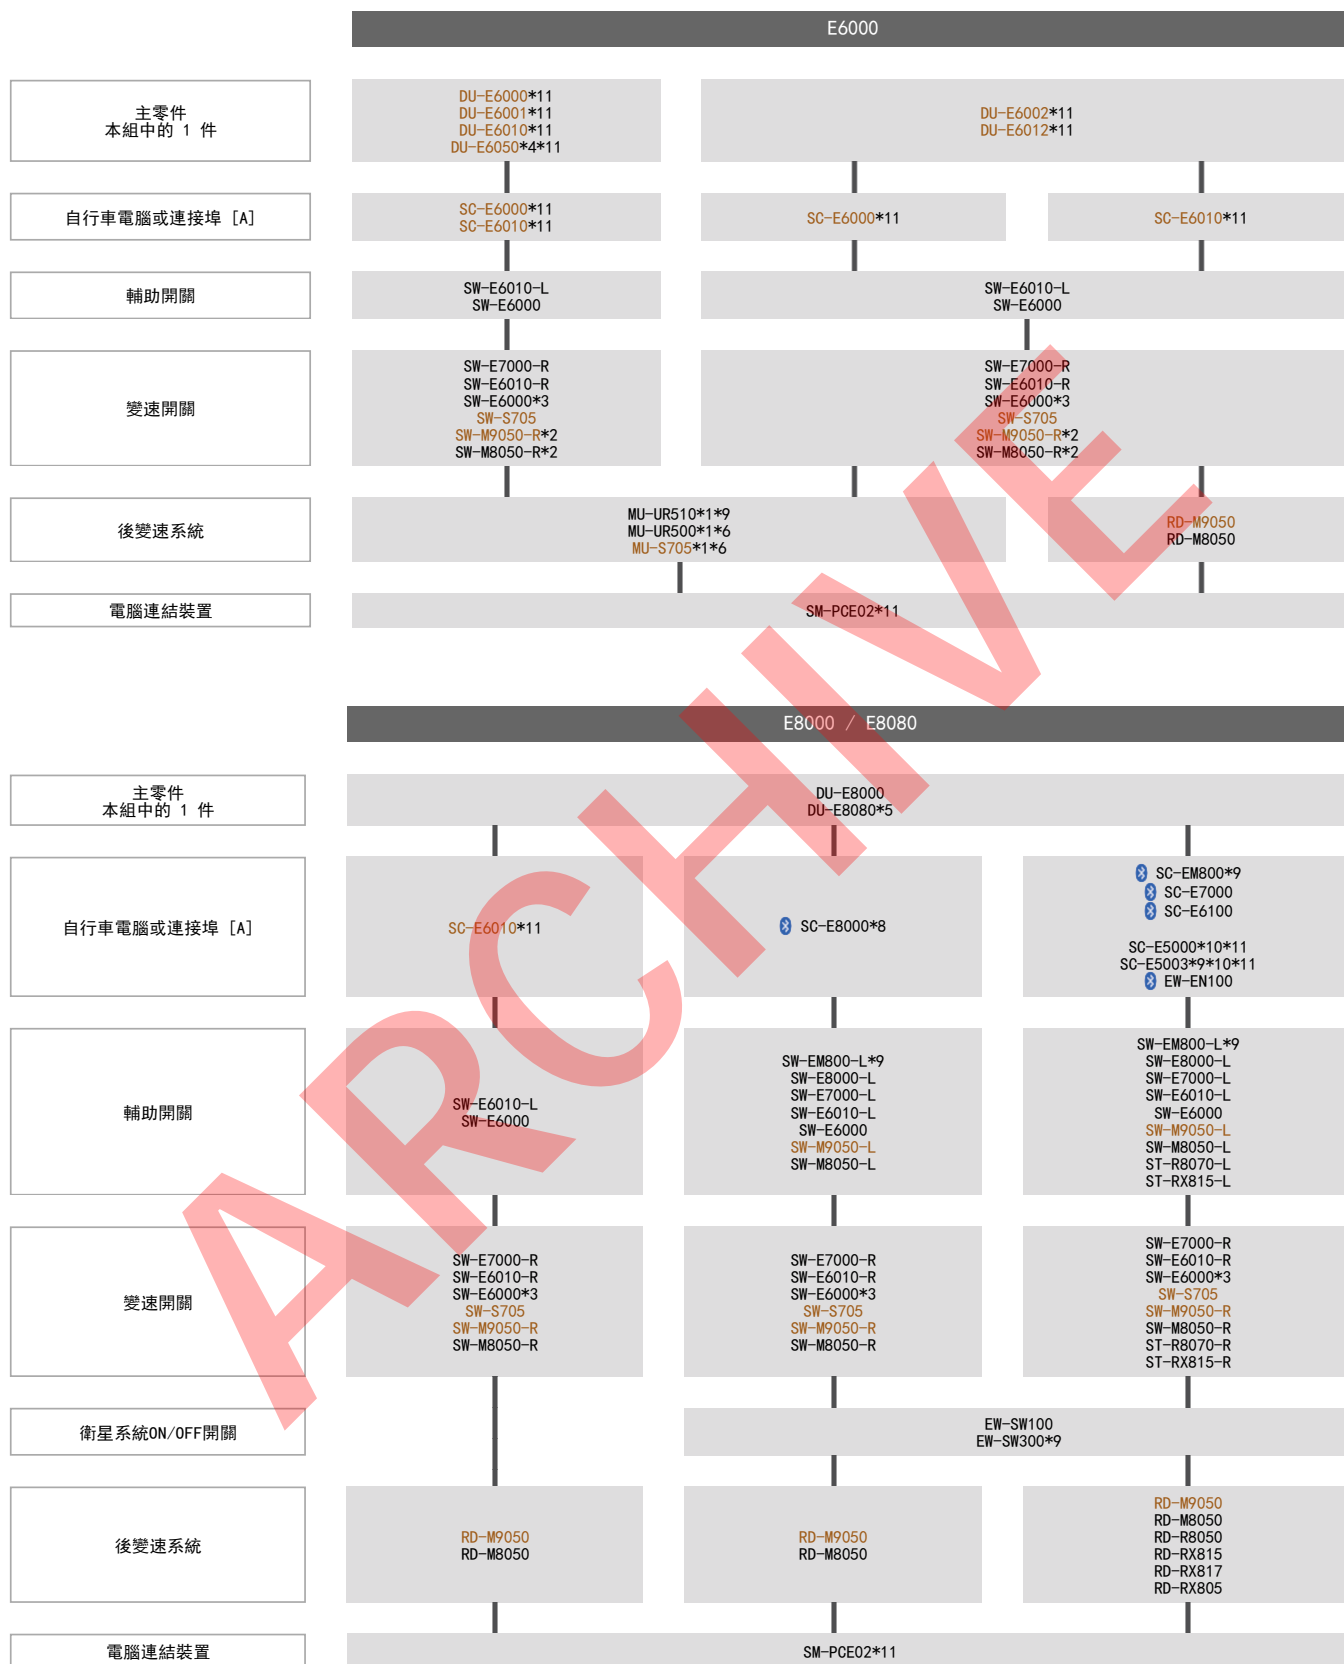 E6000
主零件
本組中的 1 件
DU-E6000*11
DU-E6001*11
DU-E6010*11
DU-E6050*4*11
DU-E6002*11
DU-E6012*11
自行車電腦或連接埠 [A]
SC-E6000*11
SC-E6010*11
SC-E6000*11
SC-E6010*11
輔助開關
SW-E6010-L
SW-E6000
SW-E6010-L
SW-E6000
變速開關
SW-E7000-R
SW-E6010-R
SW-E6000*3
SW-S705
SW-M9050-R*2
SW-M8050-R*2
SW-E7000-R
SW-E6010-R
SW-E6000*3
SW-S705
SW-M9050-R*2
SW-M8050-R*2
後變速系統
MU-UR510*1*9
MU-UR500*1*6
MU-S705*1*6
RD-M9050
RD-M8050
電腦連結裝置
SM-PCE02*11
E8000 / E8080
主零件
本組中的 1 件
DU-E8000
DU-E8080*5
自行車電腦或連接埠 [A]
SC-E6010*11
SC-E8000*8
SC-EM800*9
SC-E7000
SC-E6100
SC-E5000*10*11
SC-E5003*9*10*11
EW-EN100
輔助開關
SW-E6010-L
SW-E6000
SW-EM800-L*9
SW-E8000-L
SW-E7000-L
SW-E6010-L
SW-E6000
SW-M9050-L
SW-M8050-L
SW-EM800-L*9
SW-E8000-L
SW-E7000-L
SW-E6010-L
SW-E6000
SW-M9050-L
SW-M8050-L
ST-R8070-L
ST-RX815-L
變速開關
SW-E7000-R
SW-E6010-R
SW-E6000*3
SW-S705
SW-M9050-R
SW-M8050-R
SW-E7000-R
SW-E6010-R
SW-E6000*3
SW-S705
SW-M9050-R
SW-M8050-R
SW-E7000-R
SW-E6010-R
SW-E6000*3
SW-S705
SW-M9050-R
SW-M8050-R
ST-R8070-R
ST-RX815-R
衛星系統ON/OFF開關
EW-SW100
EW-SW300*9
後變速系統
RD-M9050
RD-M8050
RD-M9050
RD-M8050
RD-M9050
RD-M8050
RD-R8050
RD-RX815
RD-RX817
RD-RX805
電腦連結裝置
SM-PCE02*11
ARCHIVE